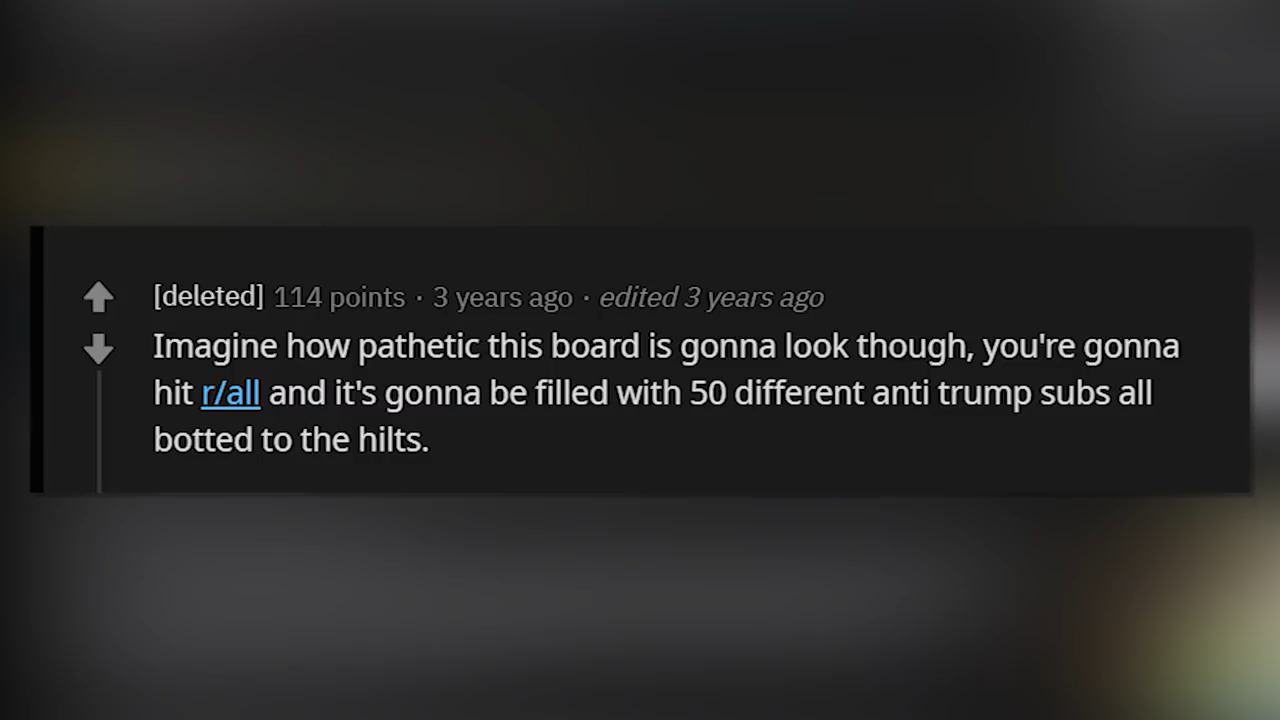 [deleted] 114 points · 3 years ago · edited 3 years ago
Imagine how pathetic this board is gonna look though, you're gonna
hit r/all and it's gonna be filled with 50 different anti trump subs all
botted to the hilts.